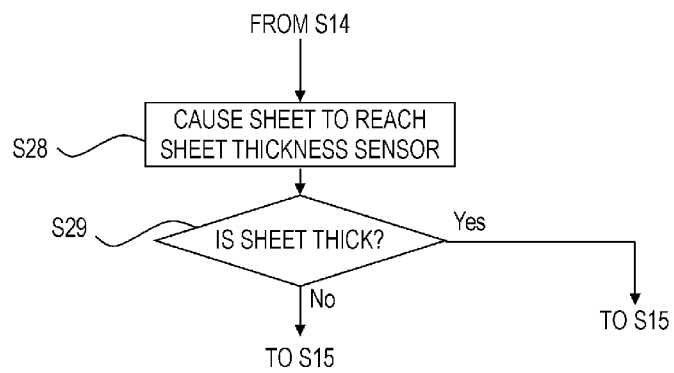 FROM S14
CAUSE SHEET TO REACH
SHEET THICKNESS SENSOR
S28
S29
IS SHEET THICK?
Yes
No
TO S15
TO S15